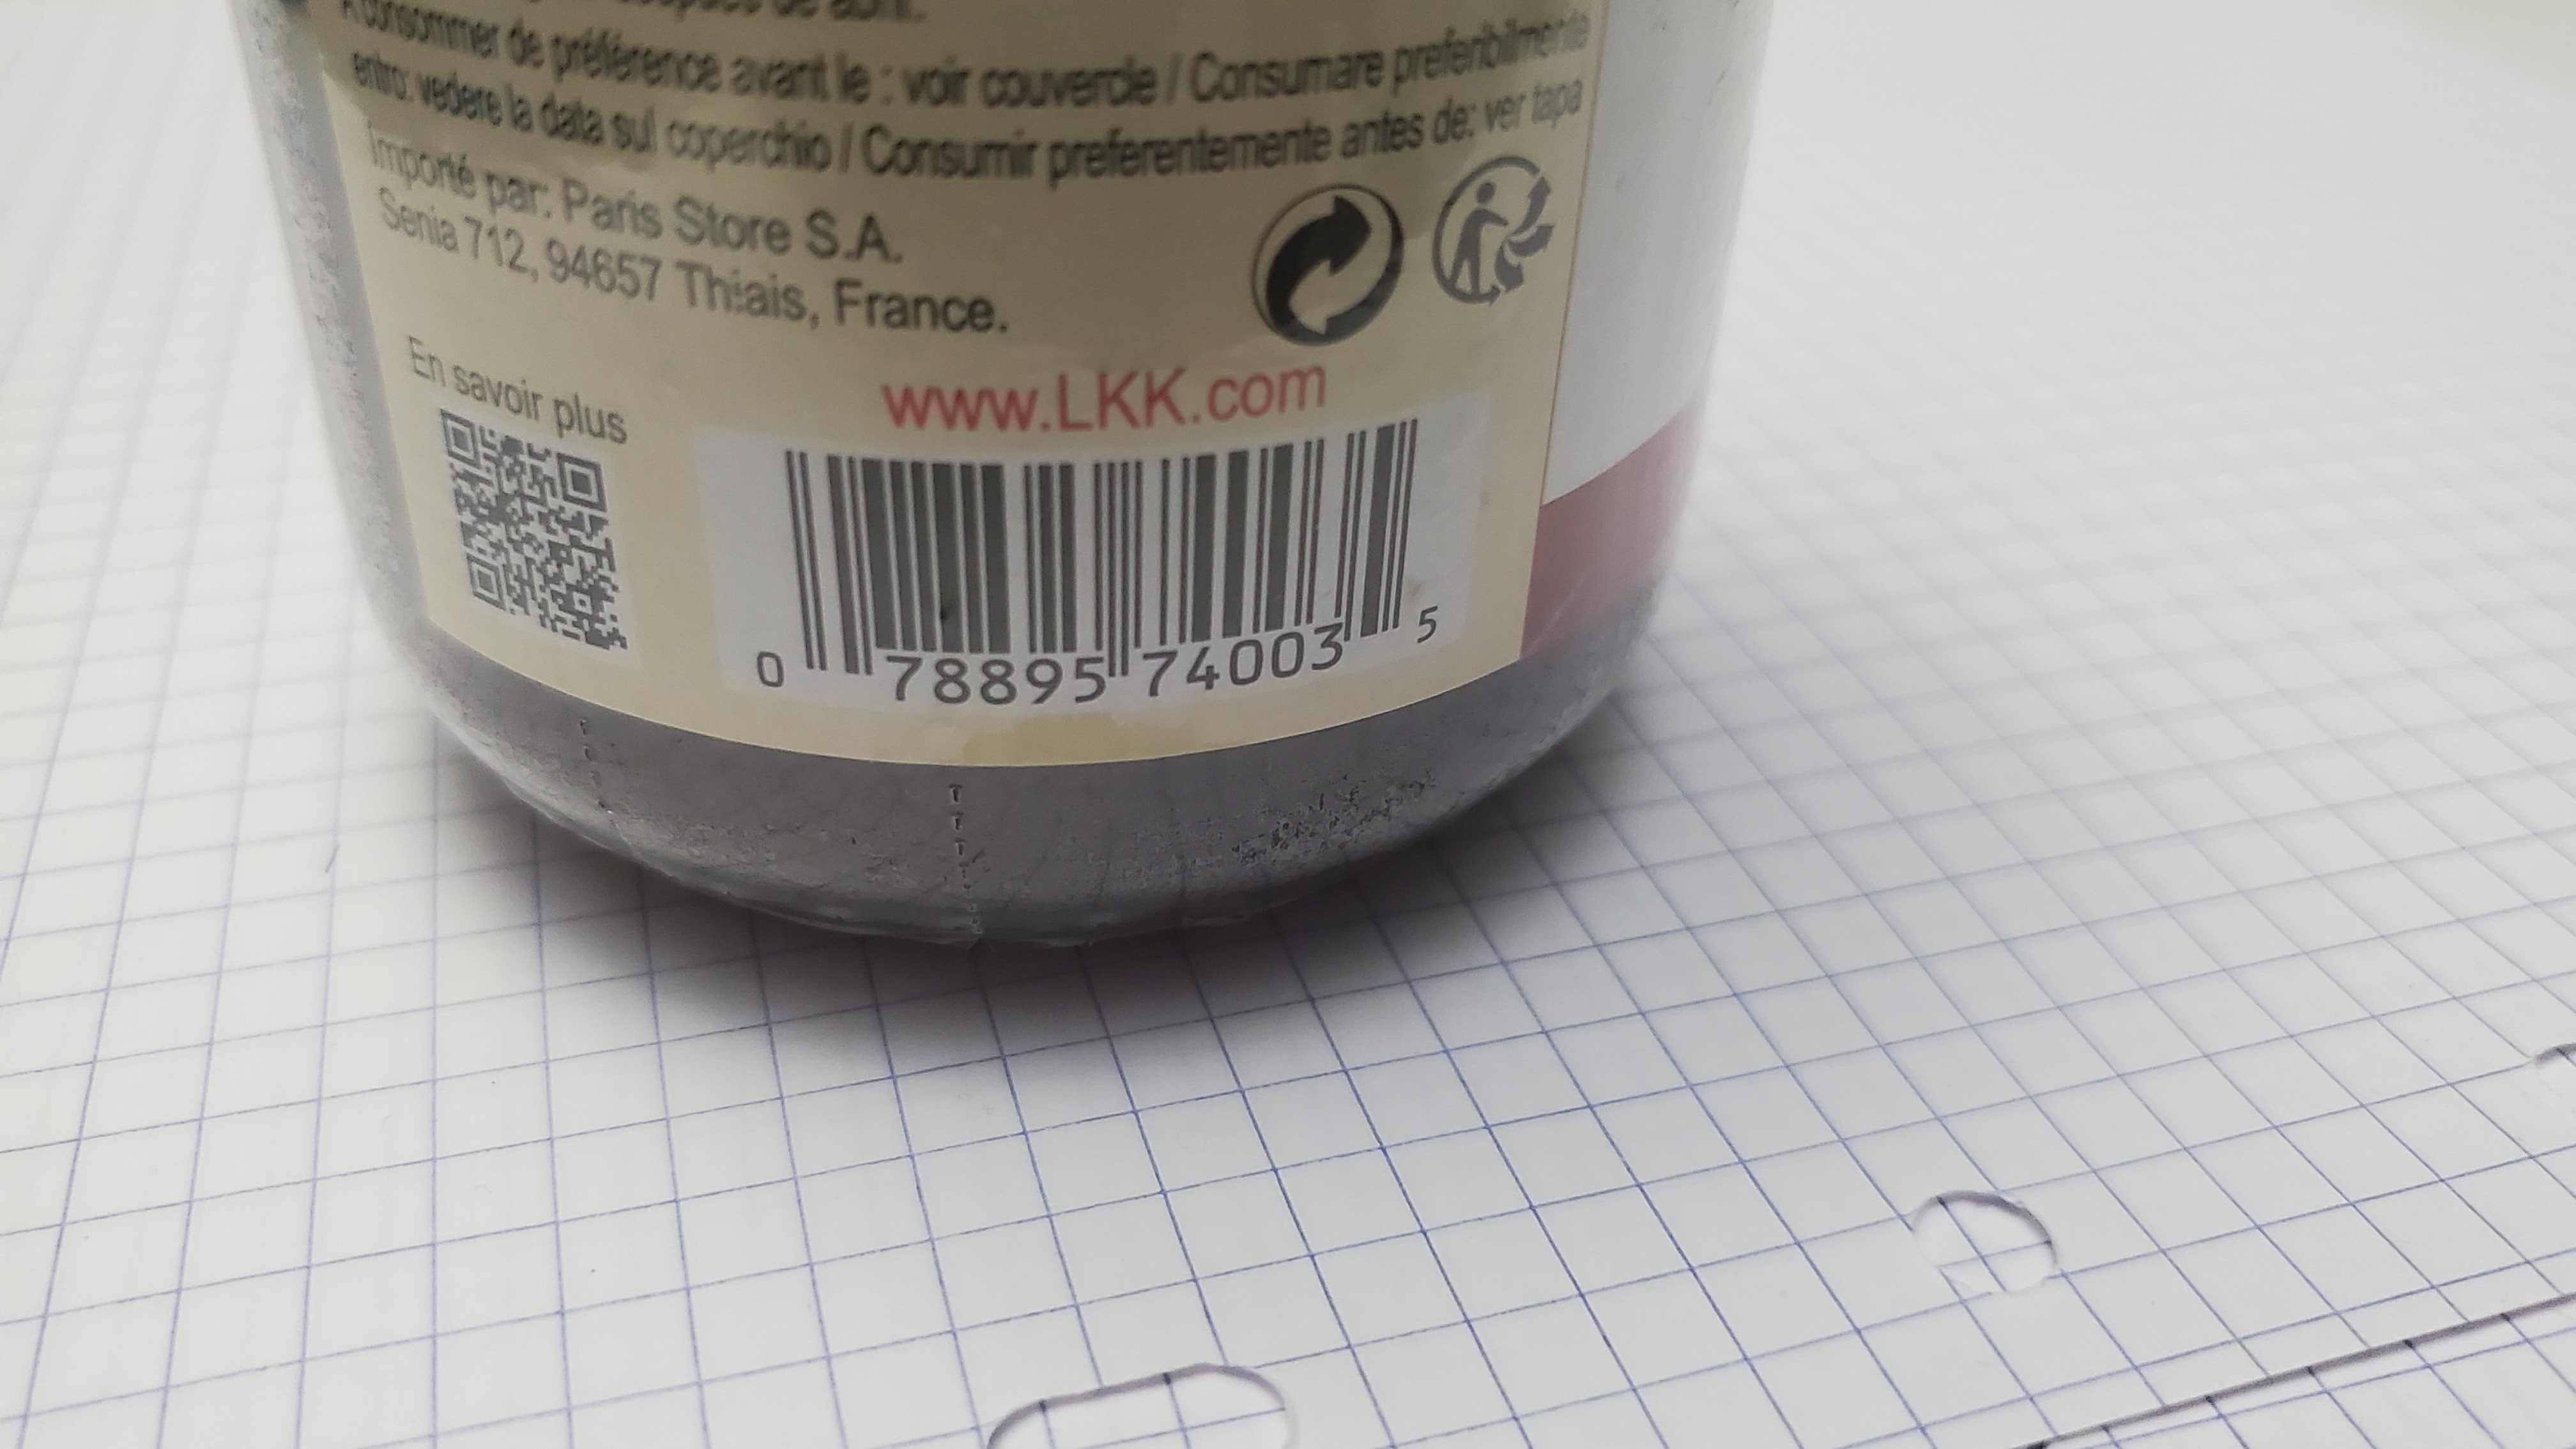 de abril.
A consommer de préférence avant le : voir couvercle / Consumare preferibilmente
entro: vedere la data sul coperchio / Consumir preferentemente antes de: ver tapa
Importé par: Paris Store S.A.
Senia 712, 94657 Thiais, France.
En savoir plus
www.LKK.com
0 78895 74003 5